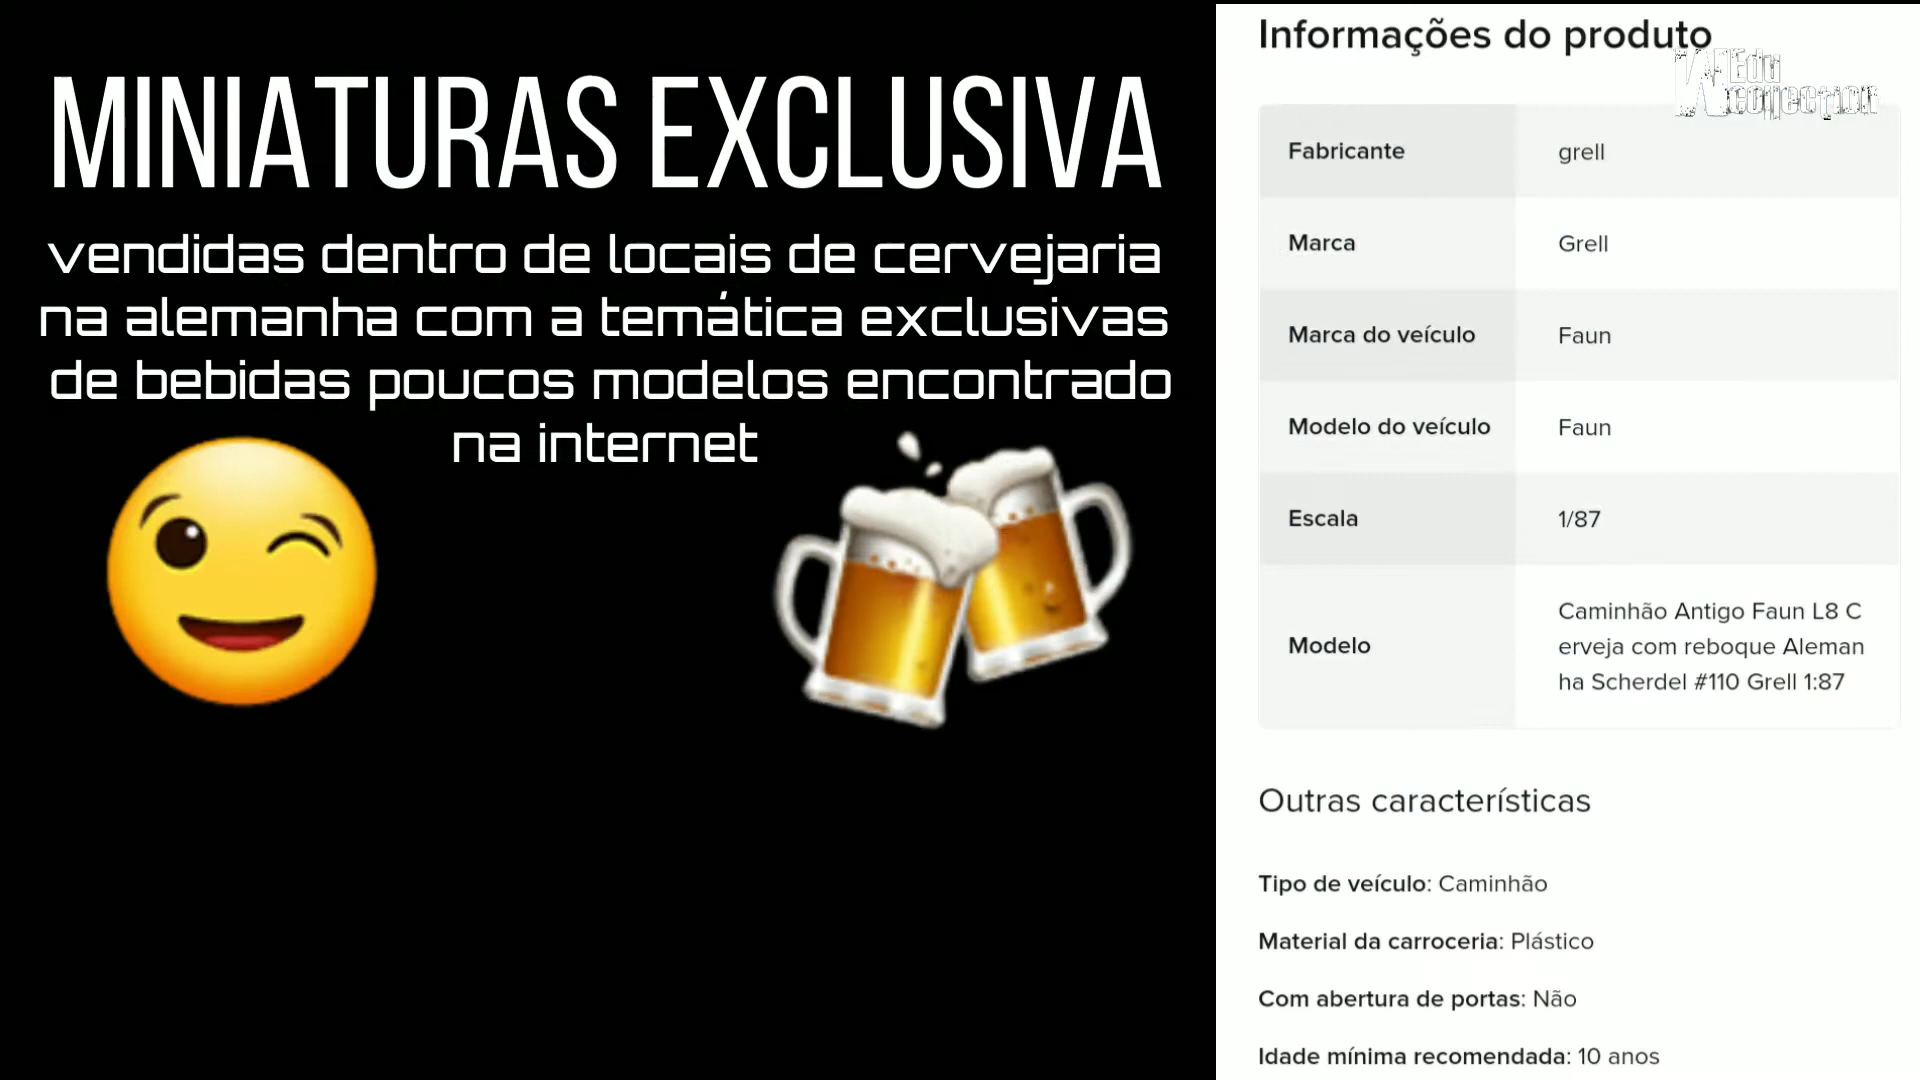 MINIATURAS EXCLUSIVA
vendidas dentro de locais de cervejaria
na alemanha com a temática exclusivas
de bebidas poucos modelos encontrado
na internet
Informações do produto
Edu
collection
Fabricante grell
Marca Grell
Marca do veículo Faun
Modelo do veículo Faun
Escala 1/87
Modelo
Caminhão Antigo Faun L8 C
erveja com reboque Aleman
ha Scherdel #110 Grell 1:87
Outras características
Tipo de veículo: Caminhão
Material da carroceria: Plástico
Com abertura de portas: Não
Idade mínima recomendada: 10 anos